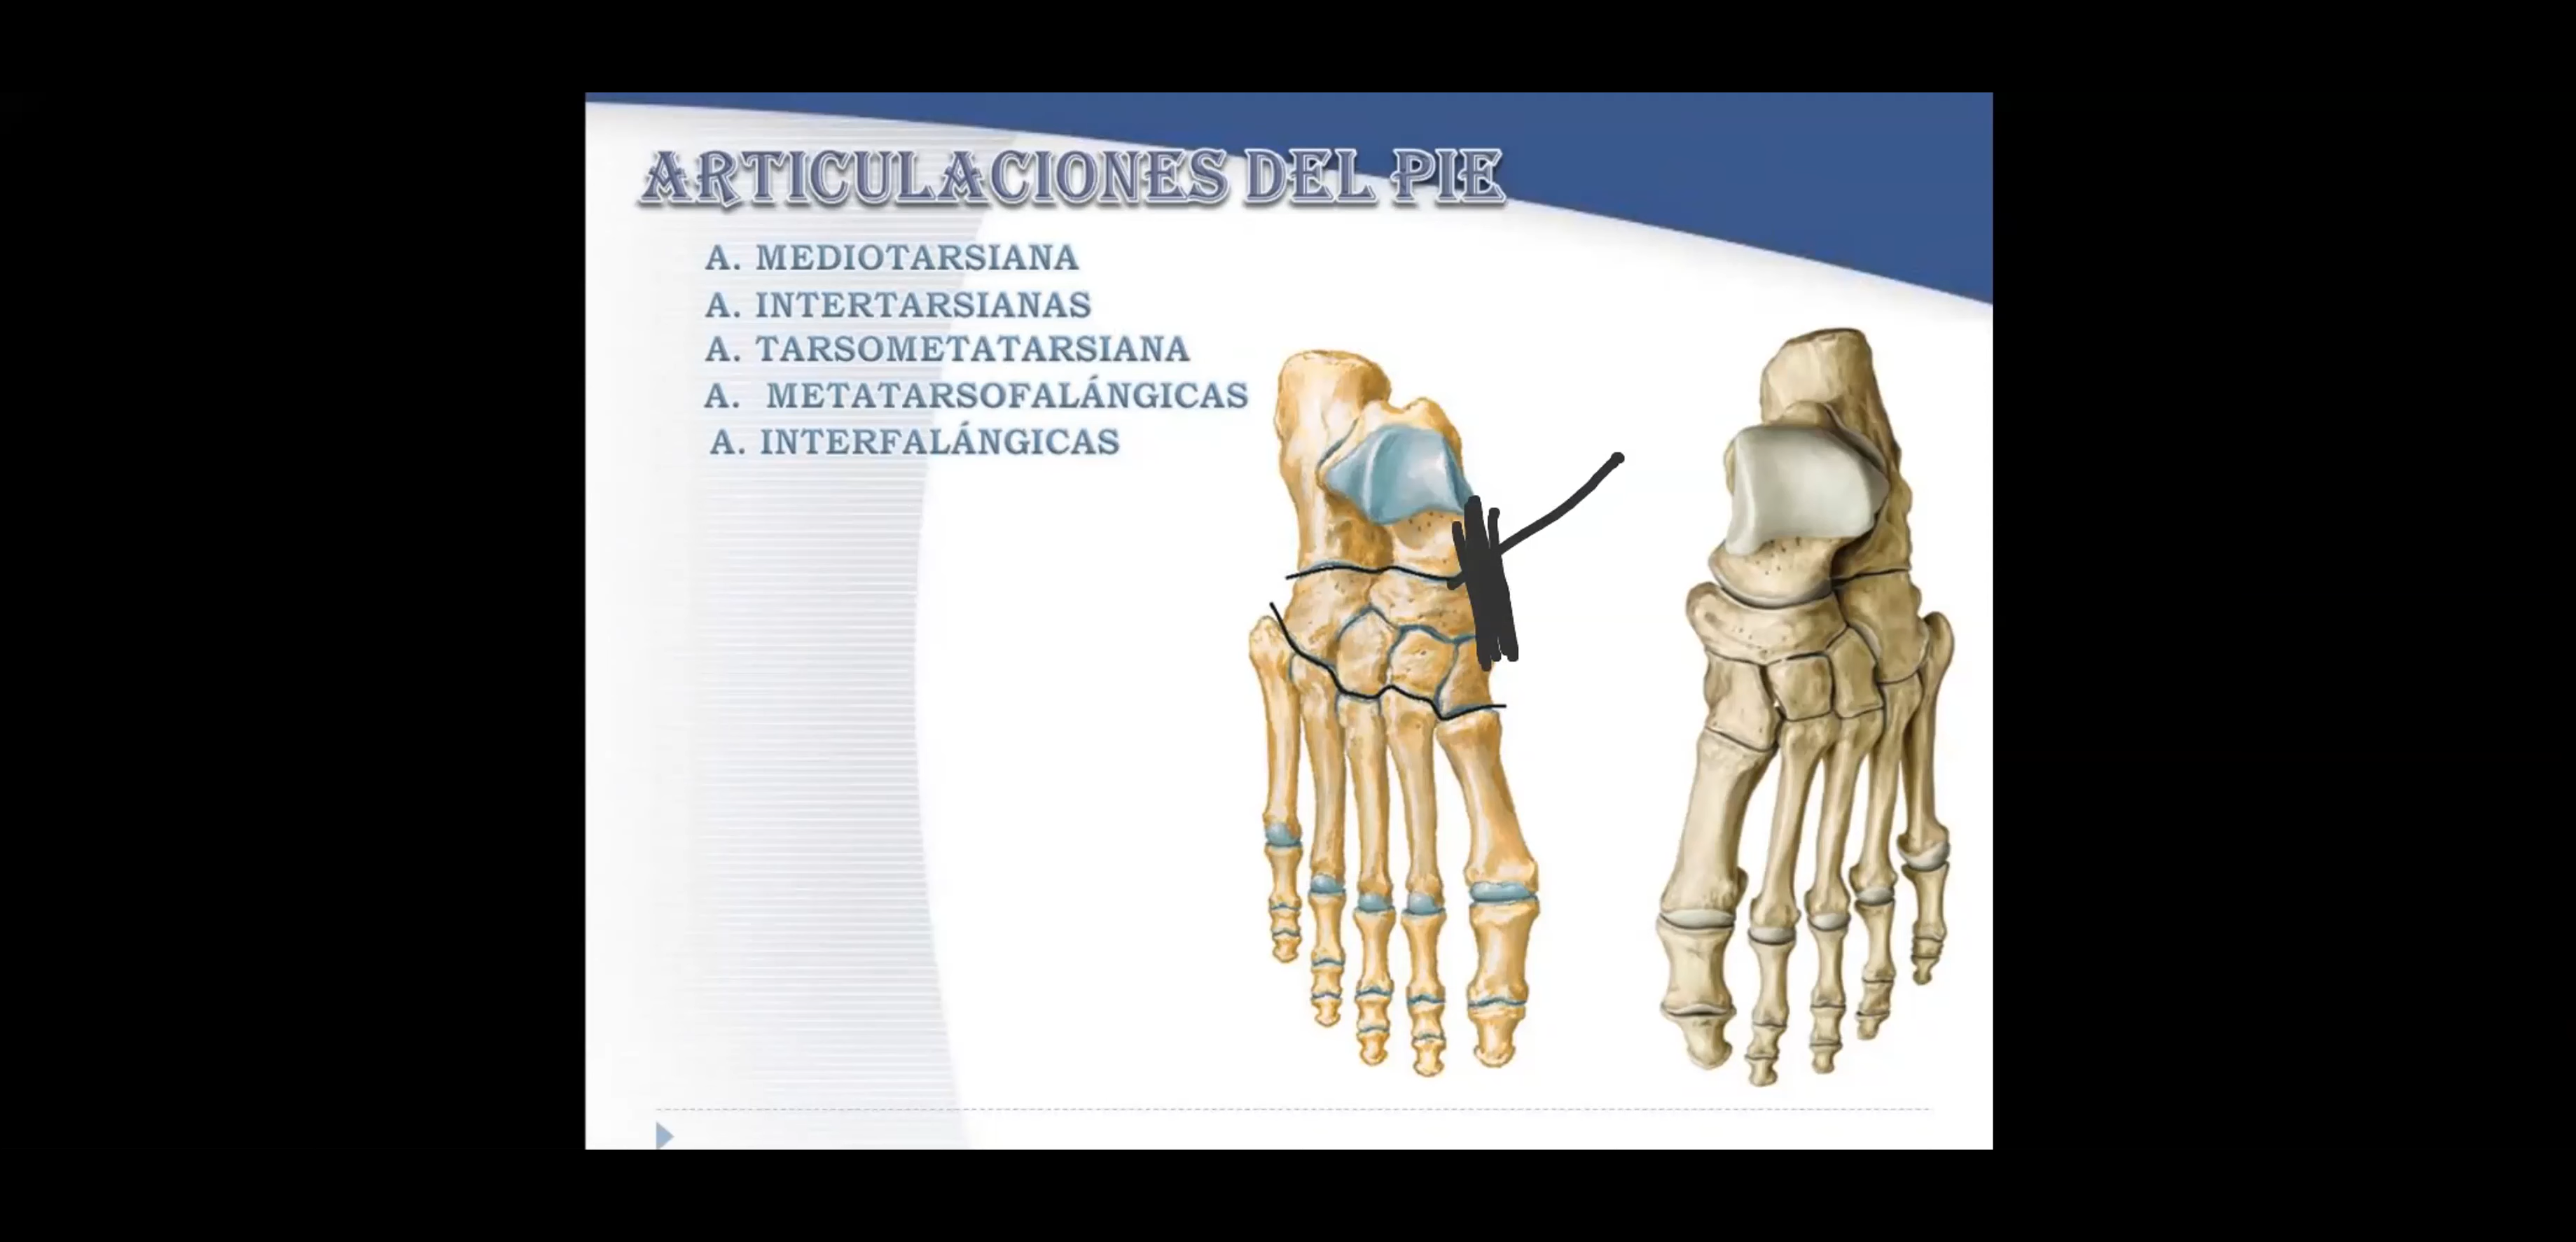 ARTICULACIONES DEL PIE
A. MEDIOTARSIANA
A. INTERTARSIANAS
A. TARSOMETATARSIANA
A. METATARSOFALÁNGICAS
A. INTERFALÁNGICAS